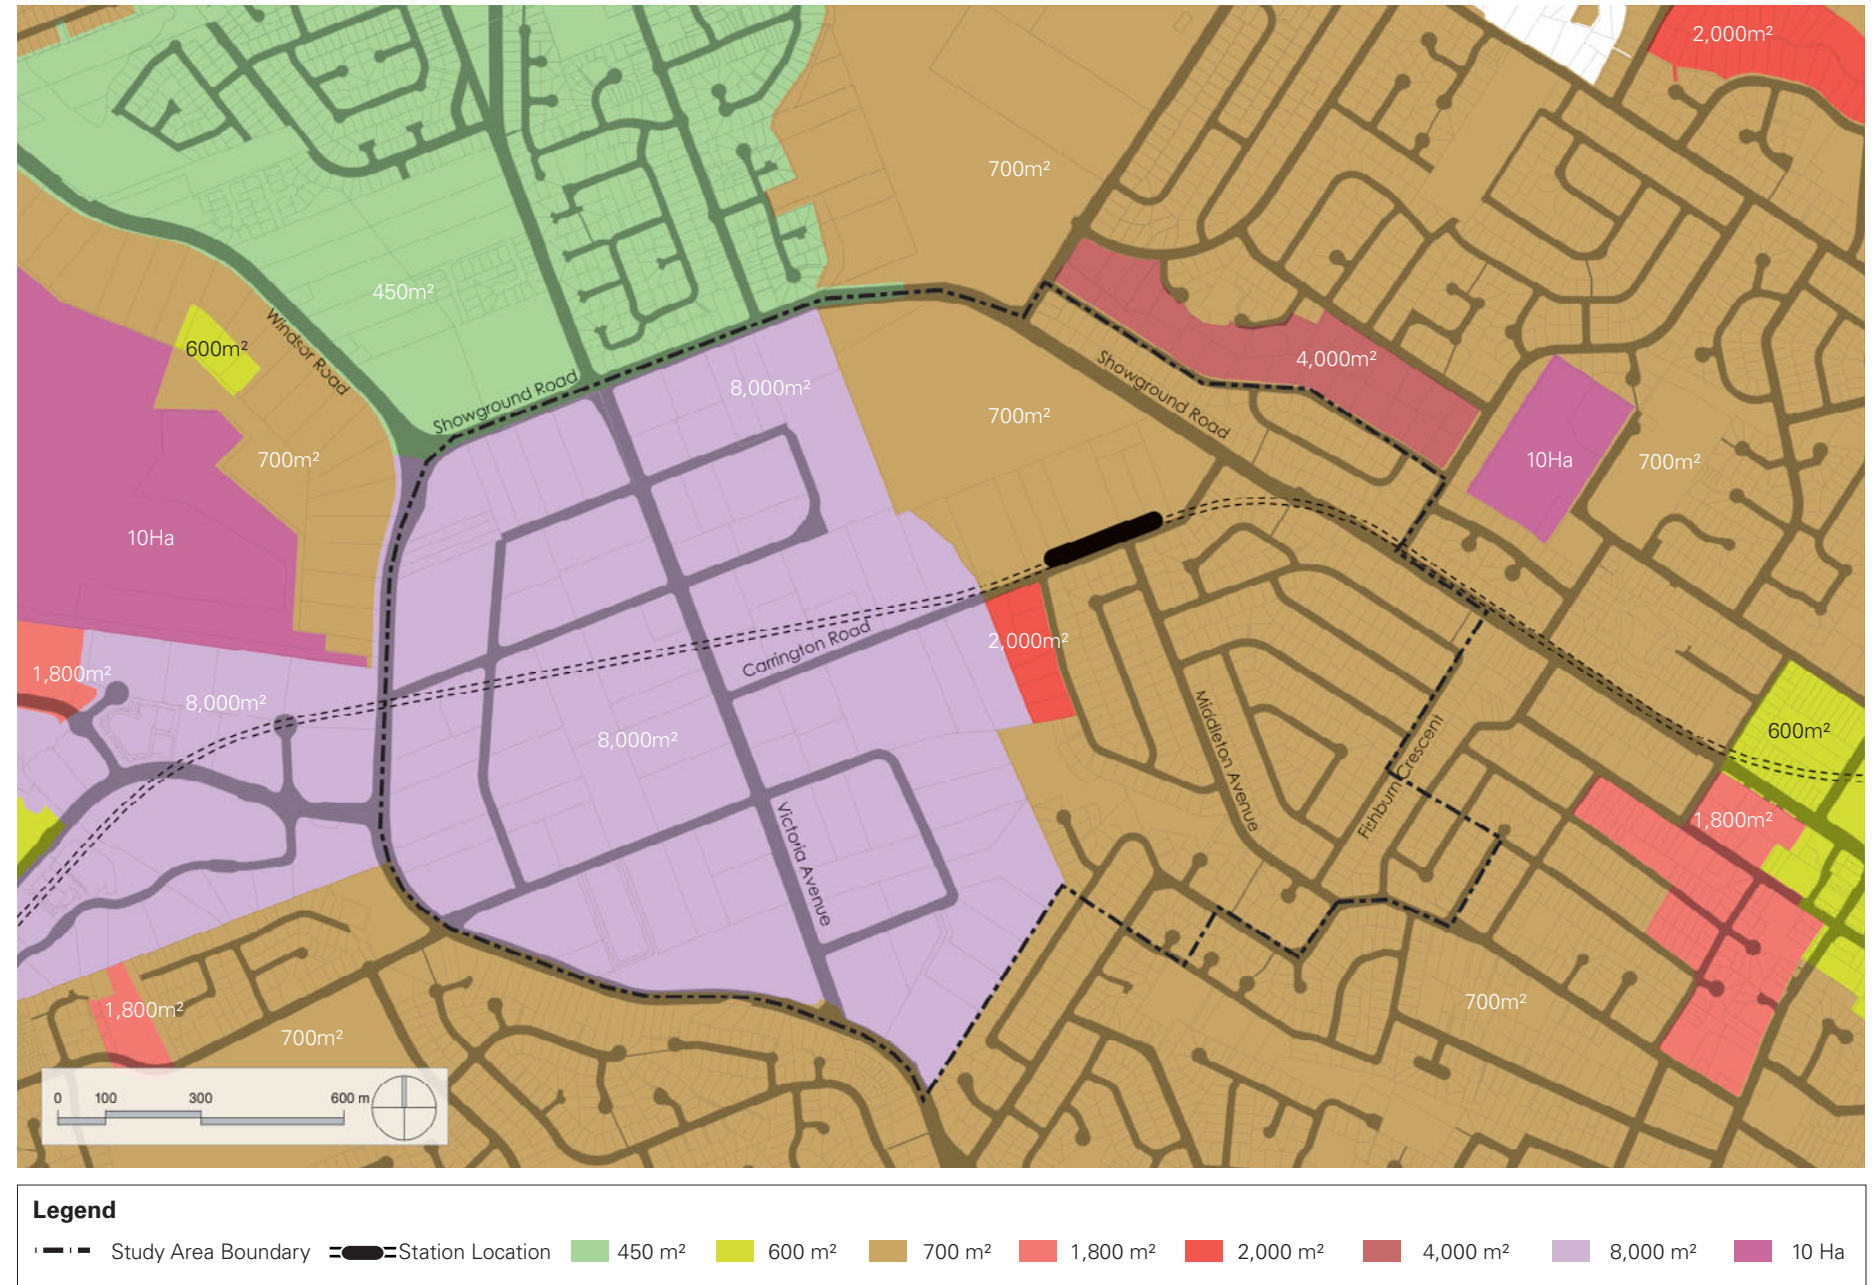 2,000m²
700m²
450m²
Windsor Road
600m²
Showground Road
8,000m²
4,000m²
Showground Road
700m²
700m²
10Ha
700m²
10Ha
2,000m²
Carrington Road
1,800m²
8,000m²
8,000m²
Middleton Avenue
Fishburn Crescent
600m²
1,800m²
Victoria Avenue
1,800m²
700m²
700m²
0 100 300 600 m
Legend
Study Area Boundary Station Location 450 m² 600 m² 700 m² 1,800 m² 2,000 m² 4,000 m² 8,000 m² 10 Ha